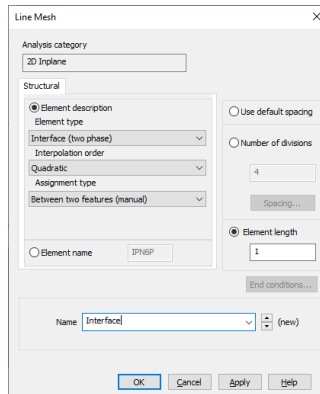 Line Mesh
Analysis category
2D Inplane
Structural
Element description
Element type
Interface (two phase)
Interpolation order
Quadratic
Assignment type
Between two features (manual)
Element name
IPN6P
Use default spacing
Number of divisions
4
Spacing...
Element length
1
End conditions...
Name
Interface
(new)
OK
Cancel
Apply
Help